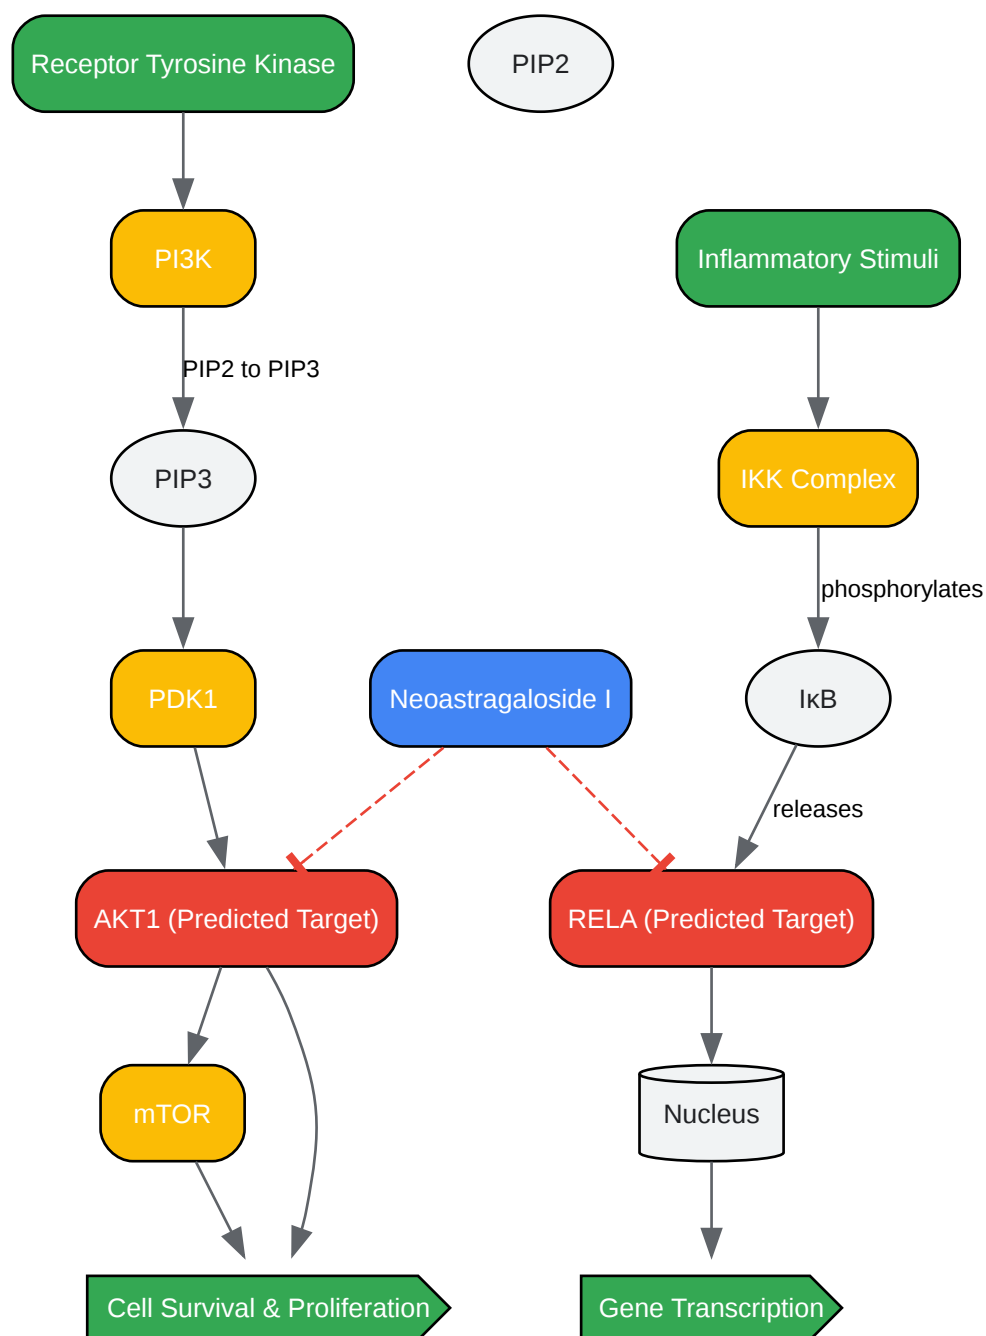 Receptor Tyrosine Kinase
PIP2
PI3K
Inflammatory Stimuli
PIP2 to PIP3
PIP3
IKK Complex
phosphorylates
PDK1
Neoastragaloside I
IκB
releases
AKT1 (Predicted Target)
RELA (Predicted Target)
mTOR
Nucleus
Cell Survival & Proliferation
Gene Transcription